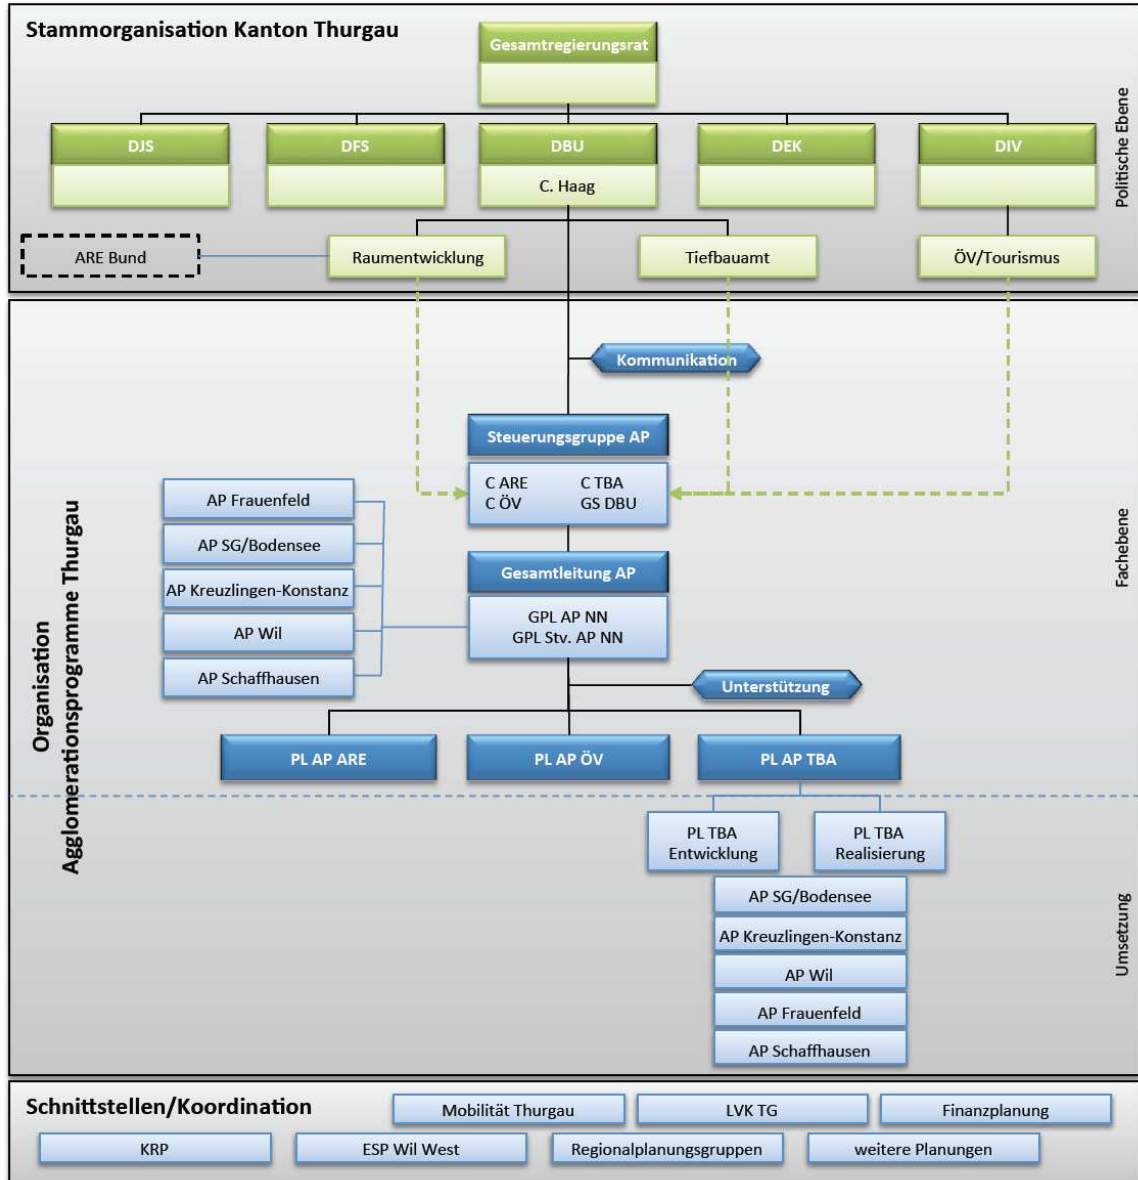 Stammorganisation Kanton Thurgau
Gesamtregierungsrat
Politische Ebene
DJS
DFS
DBU
DEK
DIV
C. Haag
ARE Bund
Raumentwicklung
Tiefbauamt
ÖV/Tourismus
Organisation
Agglomerationsprogramme Thurgau
Fachebene
Kommunikation
Steuerungsgruppe AP
C ARE C TBA
C ÖV GS DBU
AP Frauenfeld
AP SG/Bodensee
AP Kreuzlingen-Konstanz
AP Wil
AP Schaffhausen
Gesamtleitung AP
GPL AP NN
GPL Stv. AP NN
Unterstützung
PL AP ARE
PL AP ÖV
PL AP TBA
Umsetzung
PL TBA
Entwicklung
PL TBA
Realisierung
AP SG/Bodensee
AP Kreuzlingen-Konstanz
AP Wil
AP Frauenfeld
AP Schaffhausen
Schnittstellen/Koordination
Mobilität Thurgau
LVK TG
Finanzplanung
KRP
ESP Wil West
Regionalplanungsgruppen
weitere Planungen